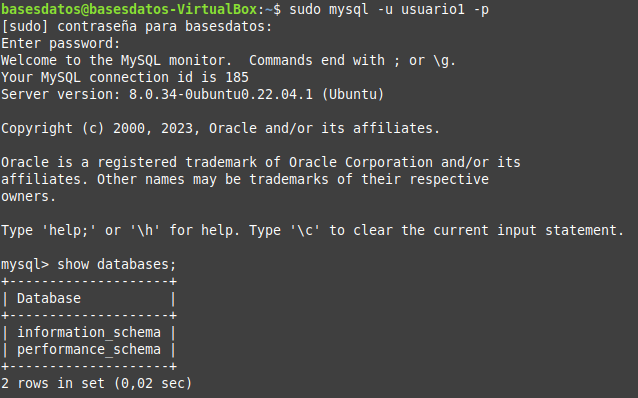 basesdatos@basesdatos-VirtualBox:~$ sudo mysql -u usuario1 -p
[sudo] contraseña para basesdatos:
Enter password:
Welcome to the MySQL monitor.  Commands end with ; or \g.
Your MySQL connection id is 185
Server version: 8.0.34-0ubuntu0.22.04.1 (Ubuntu)

Copyright (c) 2000, 2023, Oracle and/or its affiliates.

Oracle is a registered trademark of Oracle Corporation and/or its
affiliates. Other names may be trademarks of their respective
owners.

Type 'help;' or '\h' for help. Type '\c' to clear the current input statement.

mysql> show databases;
+--------------------+
| Database           |
+--------------------+
| information_schema |
| performance_schema |
+--------------------+
2 rows in set (0,02 sec)